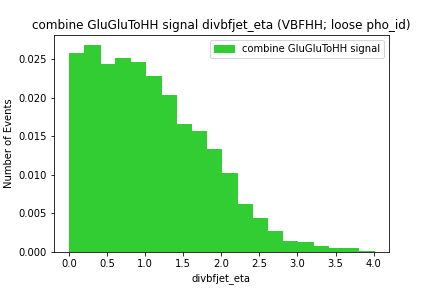 combine GluGluToHH signal divbfjet_eta (VBFHH; loose pho_id)
combine GluGluToHH signal
Number of Events
0.025
0.020
0.015
0.010
0.005
0.000
0.0 0.5 1.0 1.5 2.0 2.5 3.0 3.5 4.0
divbfjet_eta